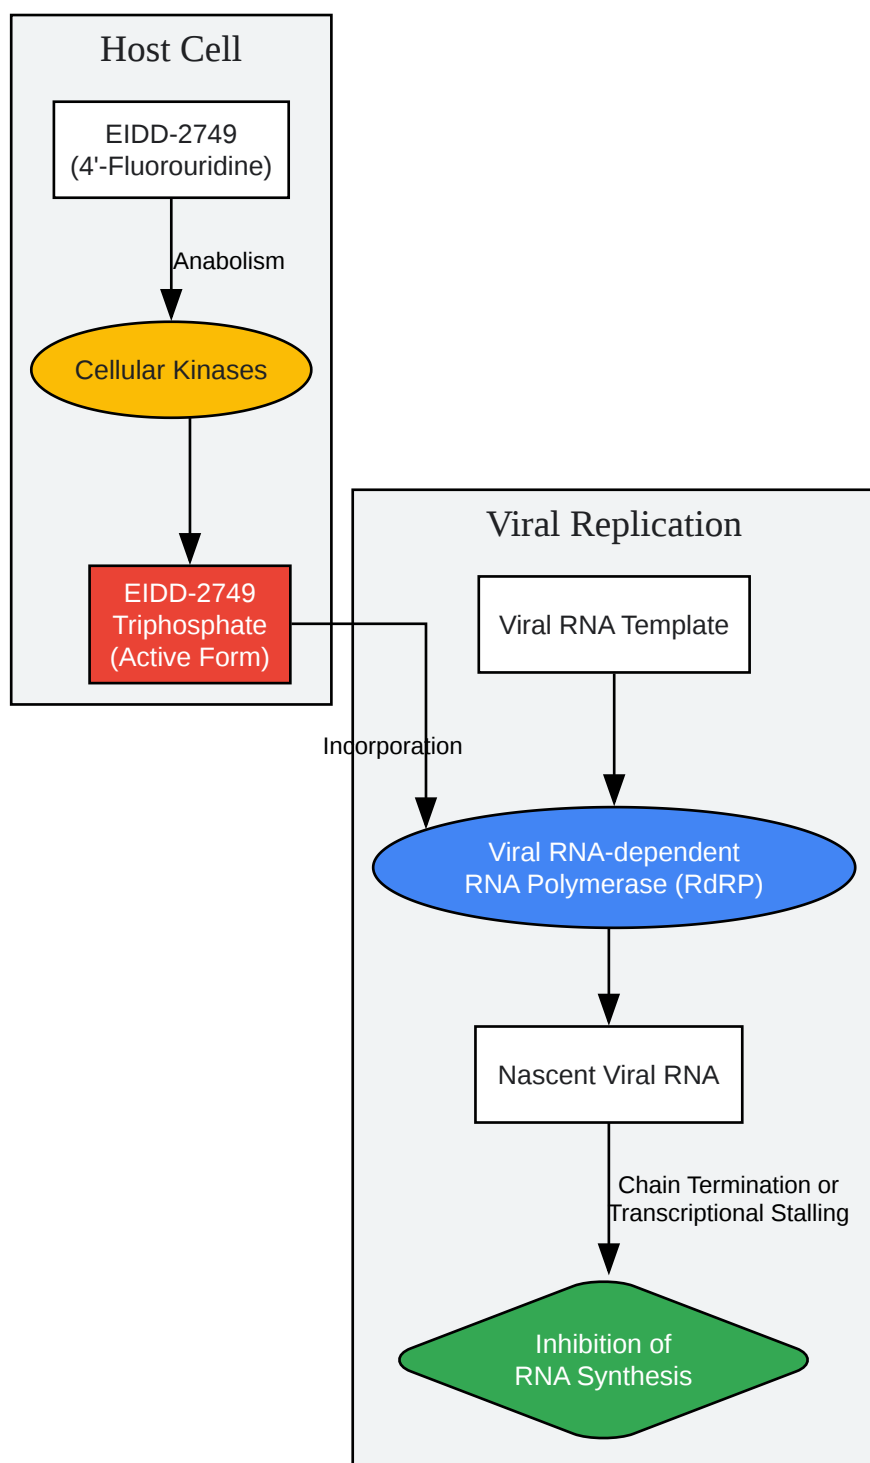 Host Cell
EIDD-2749
(4'-Fluorouridine)
Anabolism
Cellular Kinases
EIDD-2749
Triphosphate
(Active Form)
Incorporation
Viral Replication
Viral RNA Template
Viral RNA-dependent
RNA Polymerase (RdRP)
Nascent Viral RNA
Chain Termination or
Transcriptional Stalling
Inhibition of
RNA Synthesis